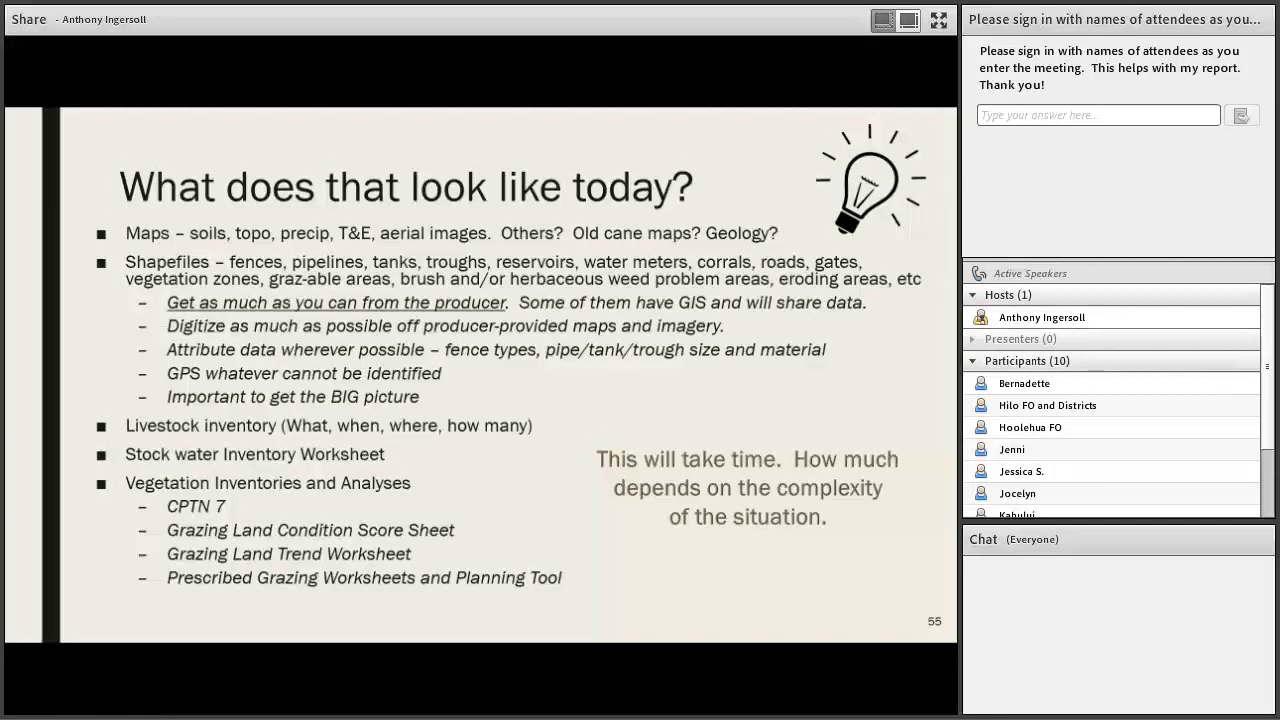 Share - Anthony Ingersoll
What does that look like today?
■ Maps – soils, topo, precip, T&E, aerial images.  Others?  Old cane maps? Geology?
■ Shapefiles – fences, pipelines, tanks, troughs, reservoirs, water meters, corrals, roads, gates,
vegetation zones, graz-able areas, brush and/or herbaceous weed problem areas, eroding areas, etc
– Get as much as you can from the producer.  Some of them have GIS and will share data.
– Digitize as much as possible off producer-provided maps and imagery.
– Attribute data wherever possible – fence types, pipe/tank/trough size and material
– GPS whatever cannot be identified
– Important to get the BIG picture
■ Livestock inventory (What, when, where, how many)
■ Stock water Inventory Worksheet
■ Vegetation Inventories and Analyses
– CPTN 7
– Grazing Land Condition Score Sheet
– Grazing Land Trend Worksheet
– Prescribed Grazing Worksheets and Planning Tool
This will take time.  How much
depends on the complexity
of the situation.
55
Please sign in with names of attendees as you...
Please sign in with names of attendees as you
enter the meeting.  This helps with my report.
Thank you!
Type your answer here...
Active Speakers
Hosts (1)
Anthony Ingersoll
Presenters (0)
Participants (10)
Bernadette
Hilo FO and Districts
Hoolehua FO
Jenni
Jessica S.
Jocelyn
Kahului
Chat (Everyone)